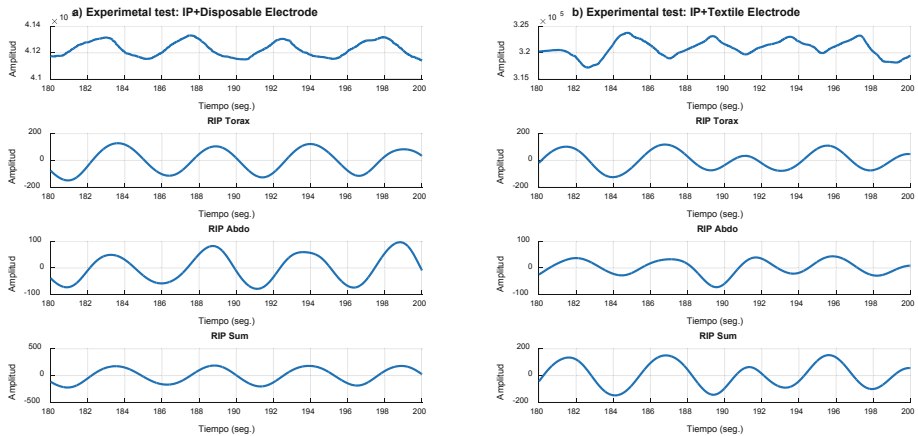 a) Experimetal test: IP+Disposable Electrode
× 10 5
4.14
4.12
4.1
Amplitud
180 182 184 186 188 190 192 194 196 198 200
Tiempo (seg.)
RIP Torax
200
0
-200
Amplitud
180 182 184 186 188 190 192 194 196 198 200
Tiempo (seg.)
RIP Abdo
100
0
-100
Amplitud
180 182 184 186 188 190 192 194 196 198 200
Tiempo (seg.)
RIP Sum
500
0
-500
Amplitud
180 182 184 186 188 190 192 194 196 198 200
Tiempo (seg.)
b) Experimental test: IP+Textile Electrode
× 10 5
3.25
3.2
3.15
Amplitud
180 182 184 186 188 190 192 194 196 198 200
Tiempo (seg.)
RIP Torax
200
0
-200
Amplitud
180 182 184 186 188 190 192 194 196 198 200
Tiempo (seg.)
RIP Abdo
100
0
-100
Amplitud
180 182 184 186 188 190 192 194 196 198 200
Tiempo (seg.)
RIP Sum
200
0
-200
Amplitud
180 182 184 186 188 190 192 194 196 198 200
Tiempo (seg.)